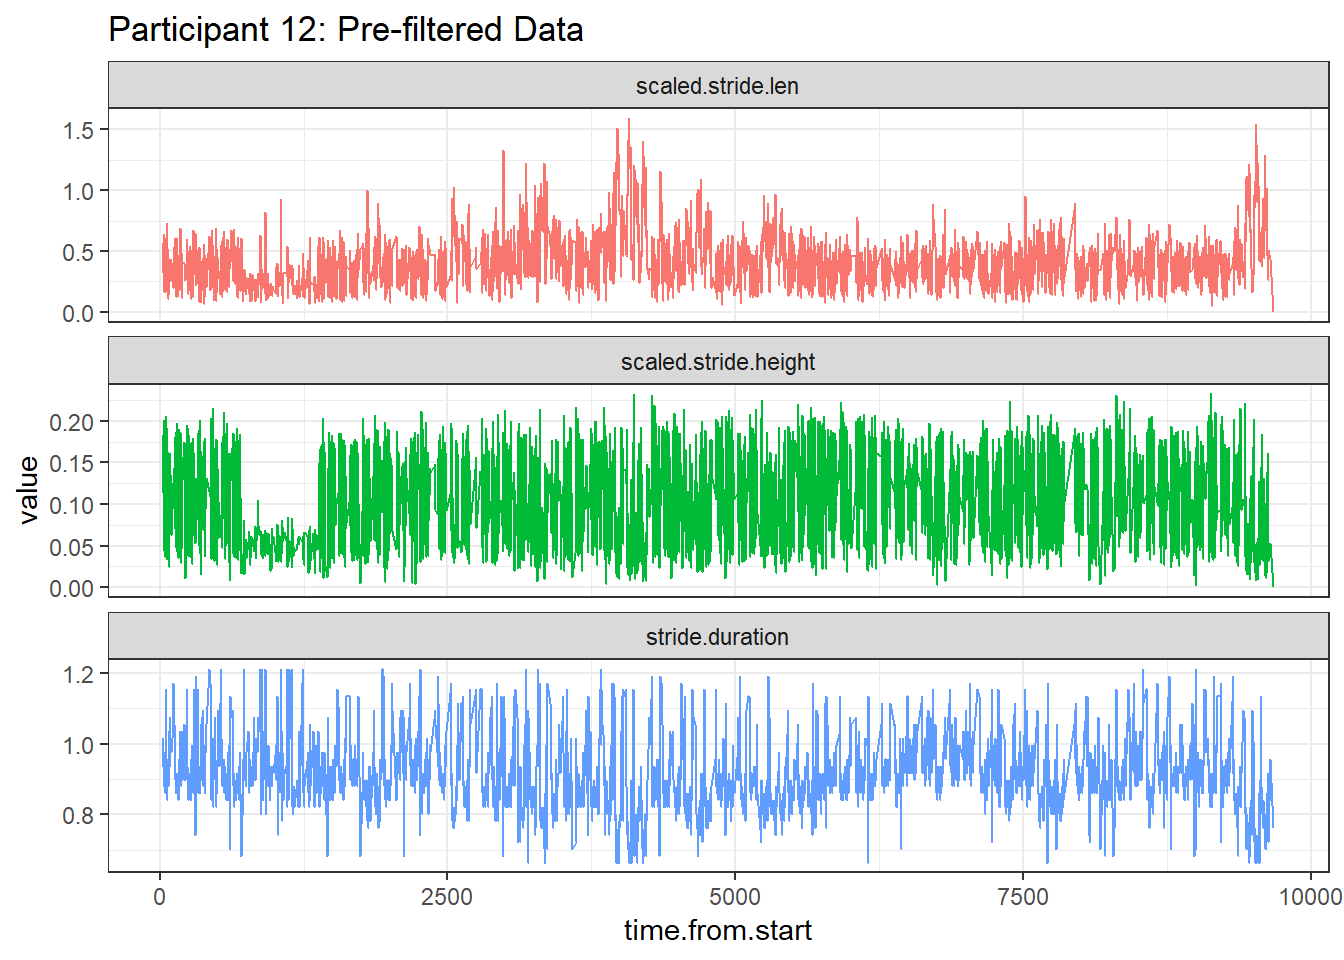 Participant 12: Pre-filtered Data
scaled.stride.len
1.5
1.0
0.5
0.0
scaled.stride.height
0.20
0.15
0.10
0.05
0.00
value
stride.duration
1.2
1.0
0.8
0 2500 5000 7500 10000
time.from.start